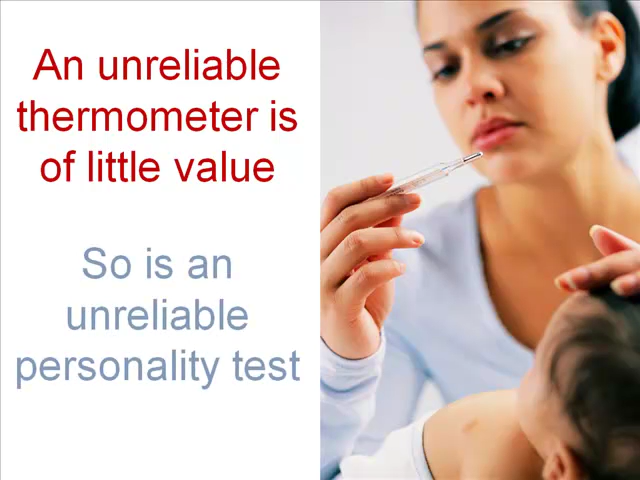 An unreliable
thermometer is
of little value
So is an
unreliable
personality test